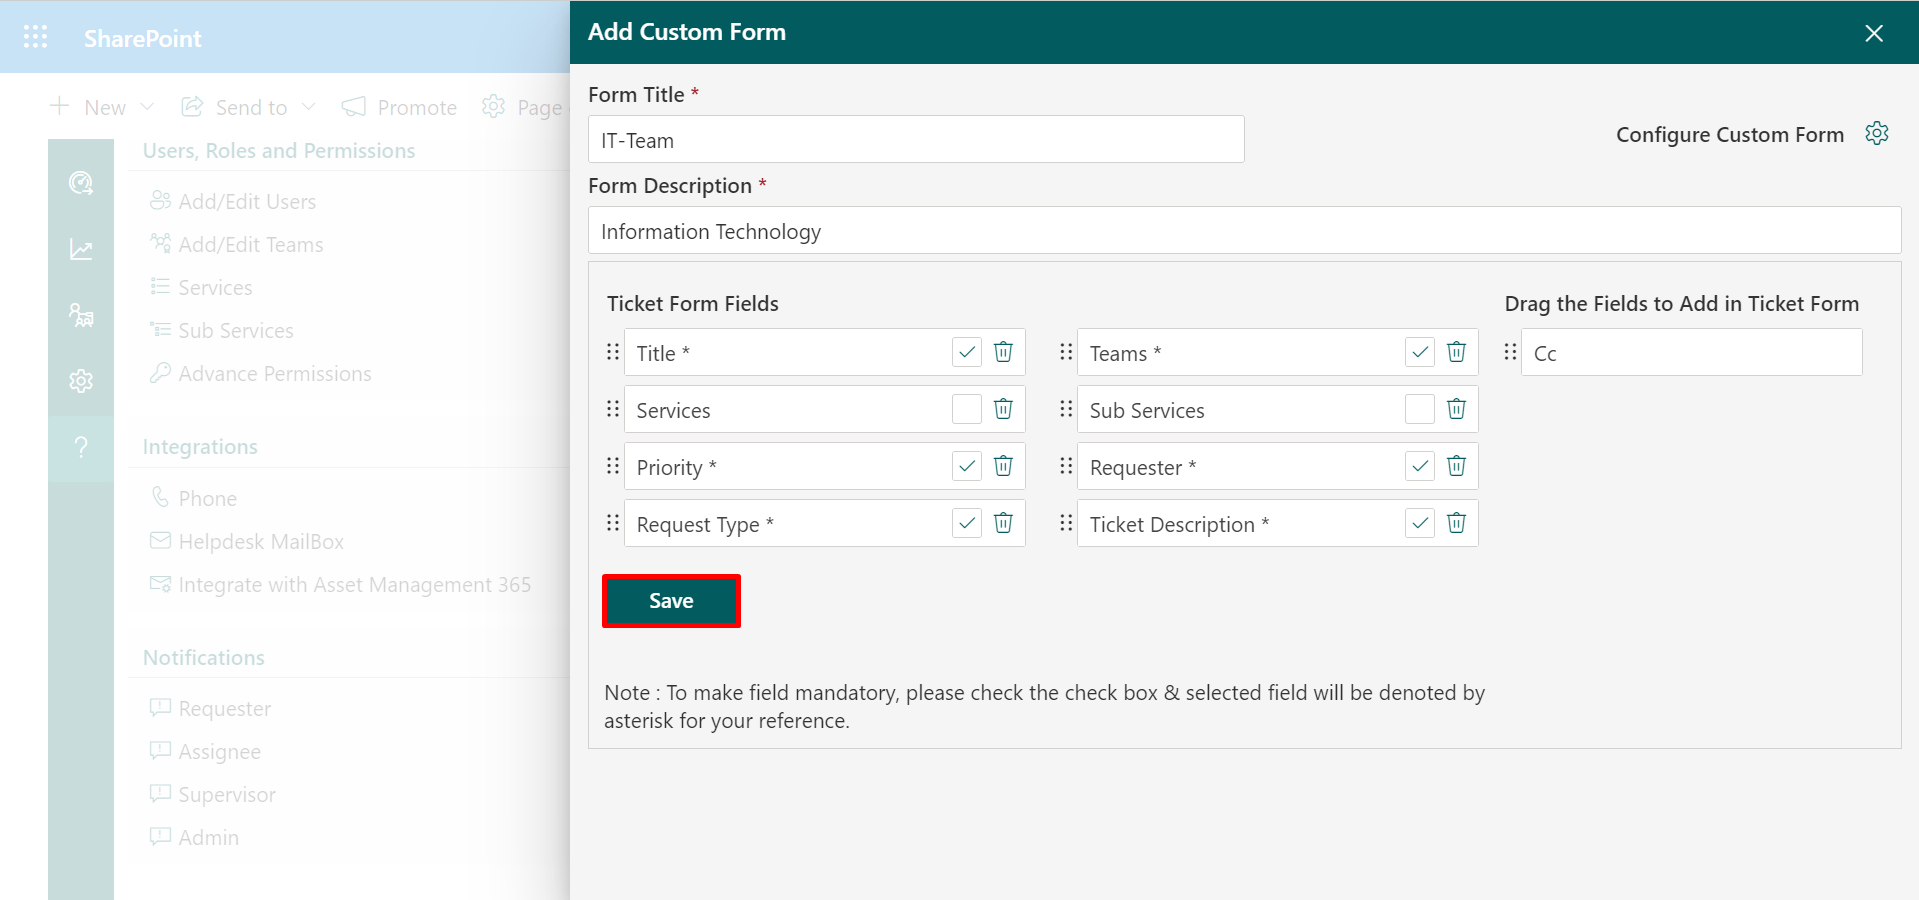 SharePoint
New
Send to
Promote
Page
Users, Roles and Permissions
Add/Edit Users
Add/Edit Teams
Services
Sub Services
Advance Permissions
Integrations
Phone
Helpdesk MailBox
Integrate with Asset Management 365
Notifications
Requester
Assignee
Supervisor
Admin
Add Custom Form
Form Title *
IT-Team
Configure Custom Form
Form Description *
Information Technology
Ticket Form Fields
Drag the Fields to Add in Ticket Form
Title *
Teams *
Cc
Services
Sub Services
Priority *
Requester *
Request Type *
Ticket Description *
Save
Note : To make field mandatory, please check the check box & selected field will be denoted by
asterisk for your reference.